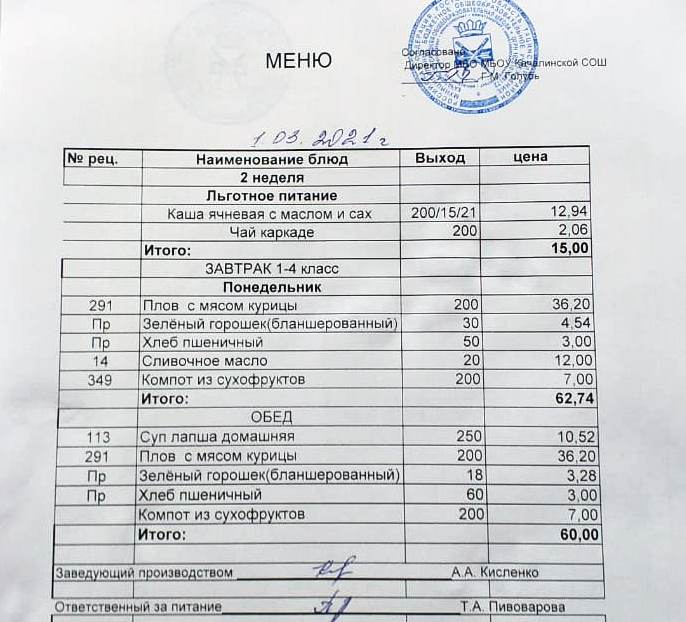 МЕНЮ
Согласовано
Директор МБО МБОУ Качалинской СОШ
Г.М. Голубь
1 03. 2021 г
№ рец. Наименование блюд Выход цена
2 неделя
Льготное питание
Каша ячневая с маслом и сах 200/15/21 12,94
Чай каркаде 200 2,06
Итого: 15,00
ЗАВТРАК 1-4 класс
Понедельник
291 Плов с мясом курицы 200 36,20
Пр Зелёный горошек(бланшерованный) 30 4,54
Пр Хлеб пшеничный 50 3,00
14 Сливочное масло 20 12,00
349 Компот из сухофруктов 200 7,00
Итого: 62,74
ОБЕД
113 Суп лапша домашняя 250 10,52
291 Плов с мясом курицы 200 36,20
Пр Зелёный горошек(бланшерованный) 18 3,28
Пр Хлеб пшеничный 60 3,00
Компот из сухофруктов 200 7,00
Итого: 60,00
Заведующий производством А.А. Кисленко
Ответственный за питание Т.А. Пивоварова